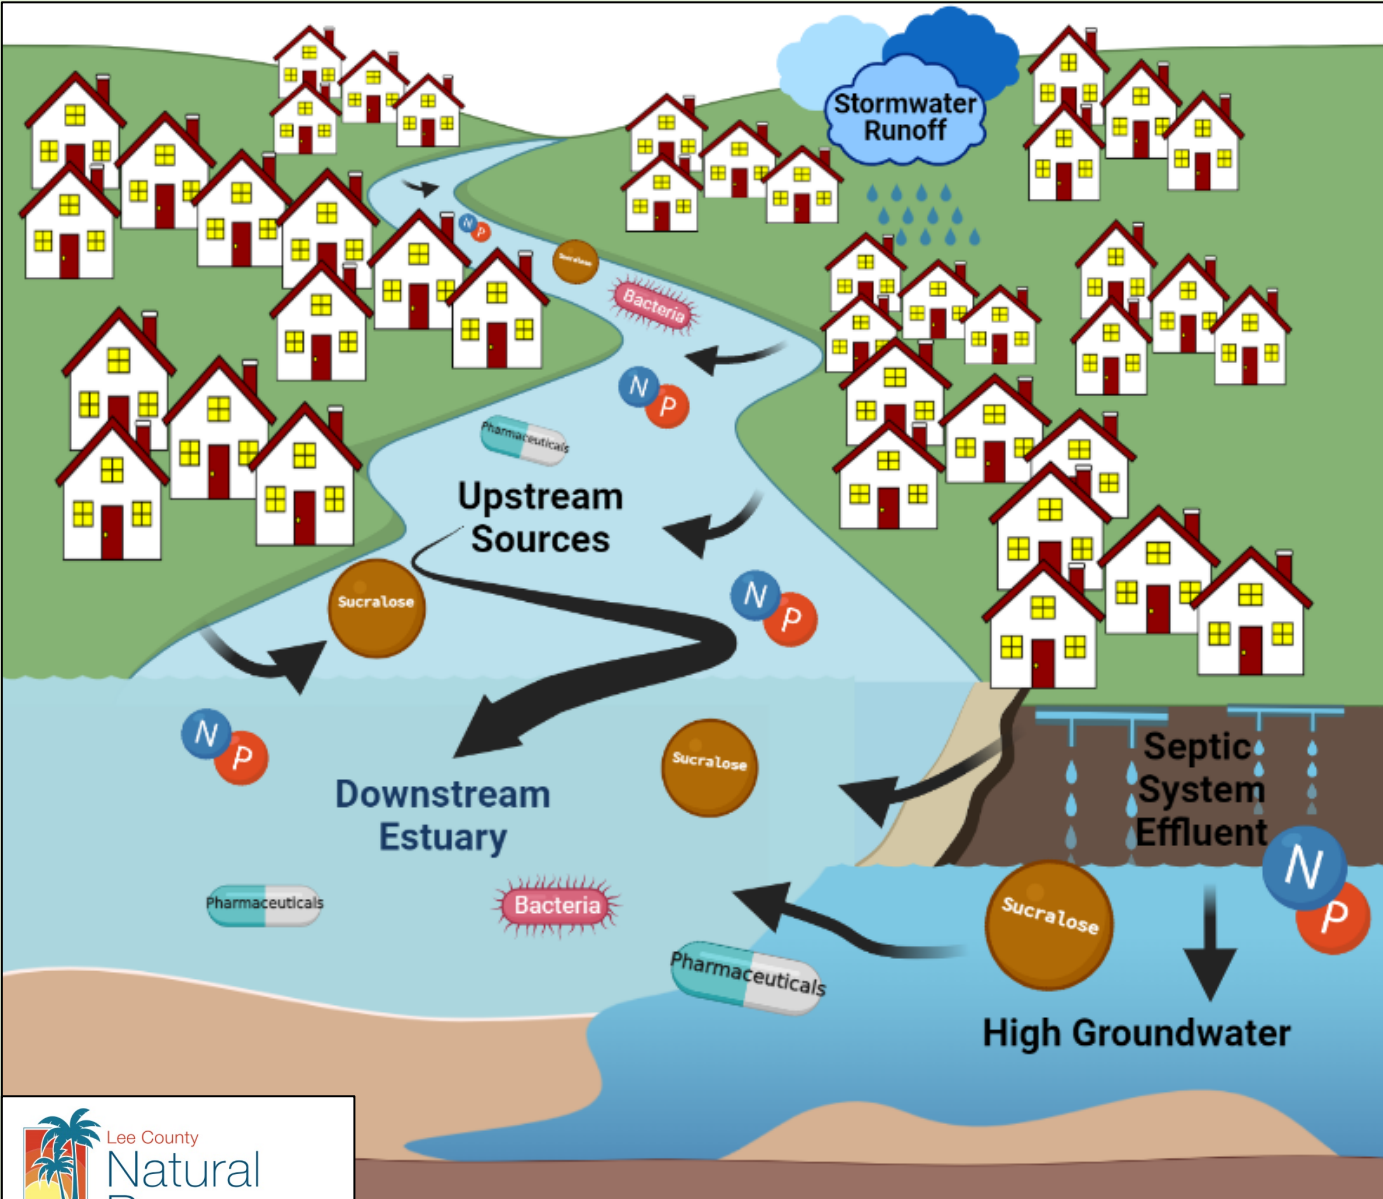 Stormwater
Runoff
N
P
Sucralose
Bacteria
N
P
Pharmaceuticals
Upstream
Sources
Sucralose
N
P
N
P
Sucralose
Septic
System
Effluent
Downstream
Estuary
N
P
Pharmaceuticals
Bacteria
Sucralose
Pharmaceuticals
High Groundwater
Lee County
Natural